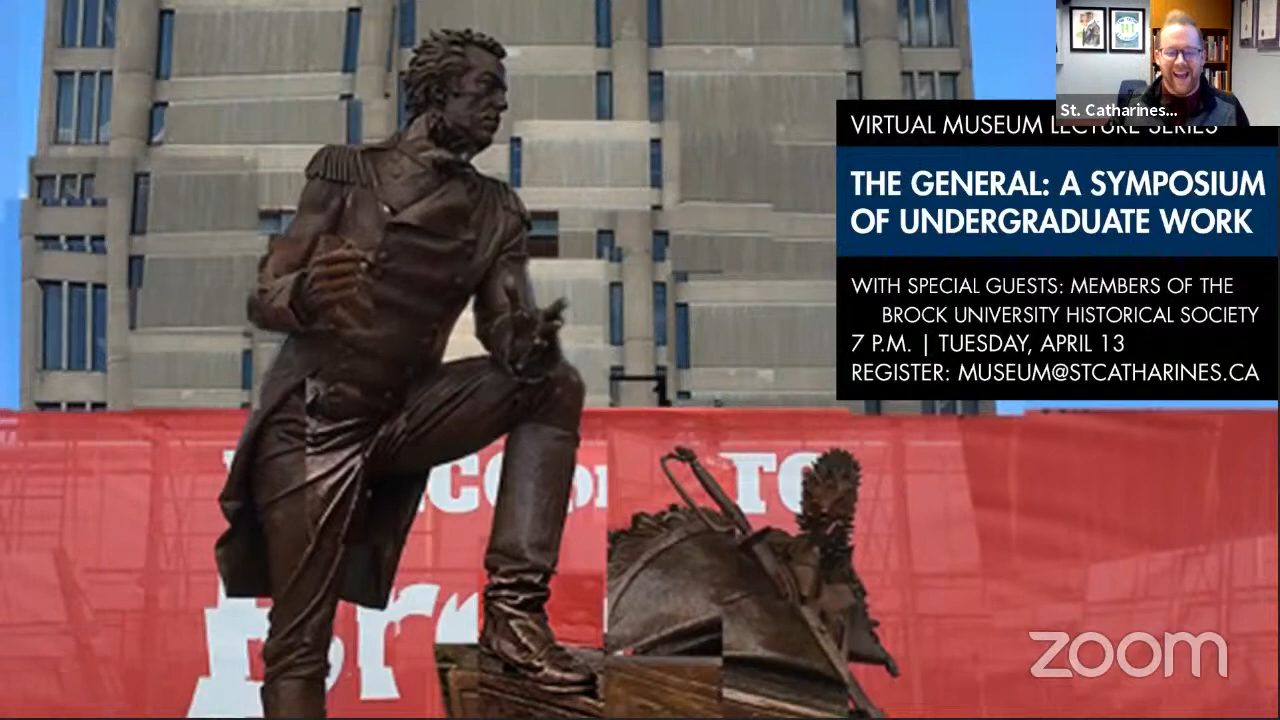 St. Catharines...
VIRTUAL MUSEUM LECTURE SERIES
THE GENERAL: A SYMPOSIUM
OF UNDERGRADUATE WORK
WITH SPECIAL GUESTS: MEMBERS OF THE
BROCK UNIVERSITY HISTORICAL SOCIETY
7 P.M. | TUESDAY, APRIL 13
REGISTER: MUSEUM@STCATHARINES.CA
TO
zoom